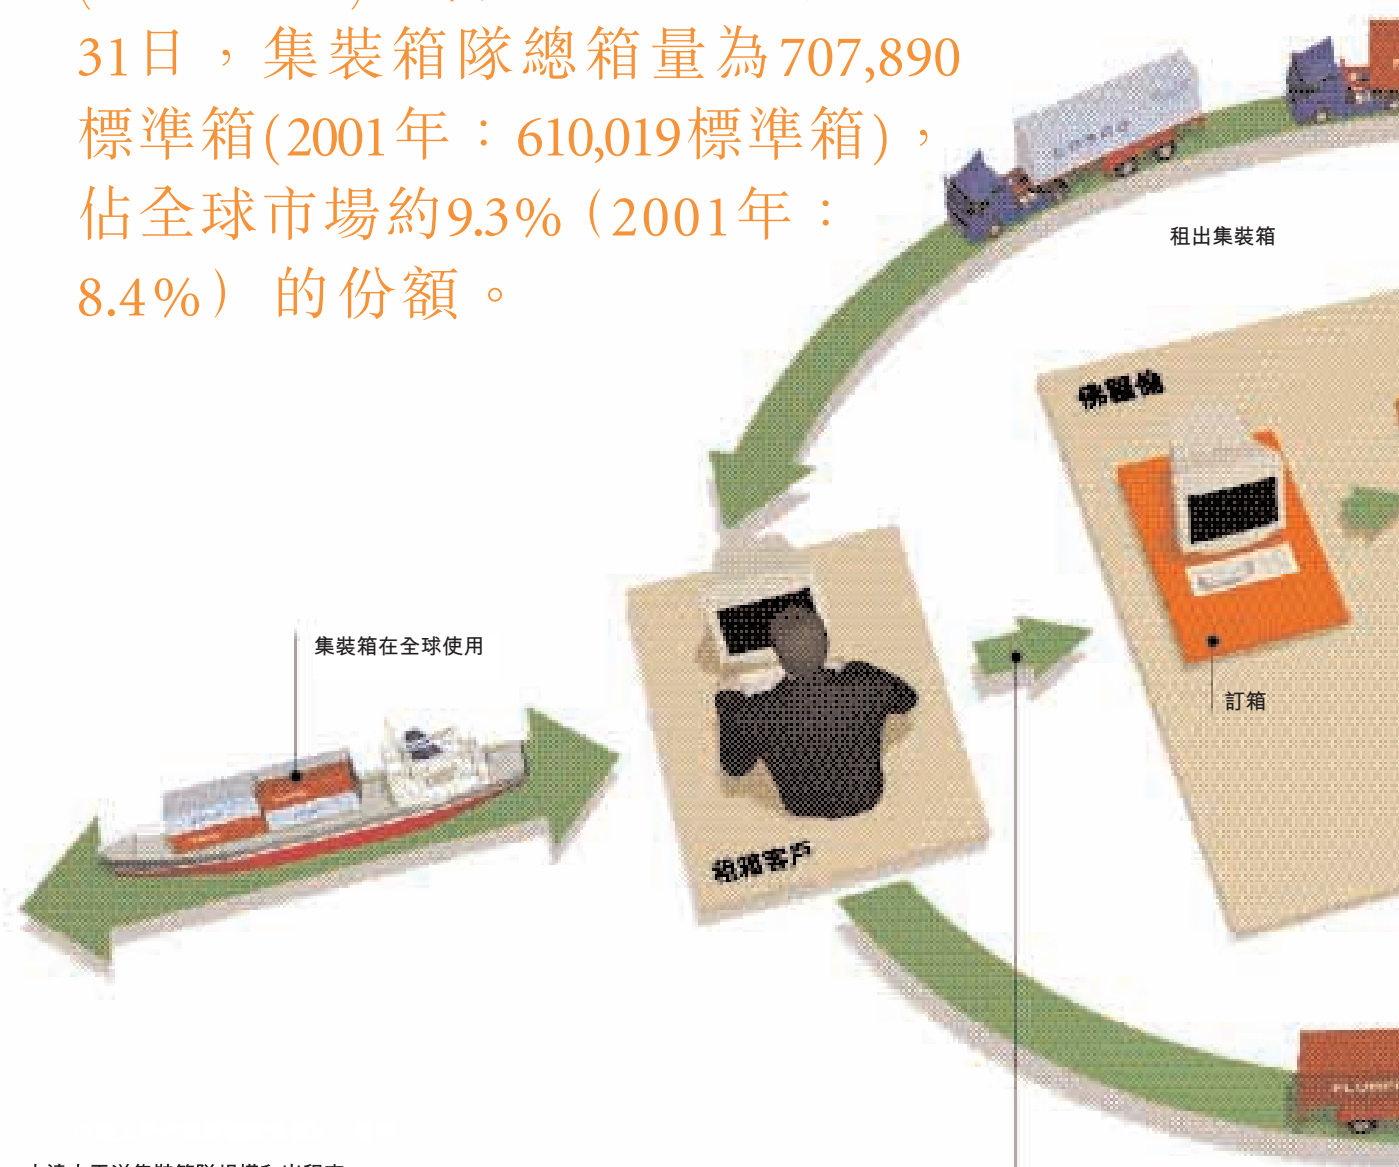 31日，集裝箱隊總箱量為707,890
標準箱(2001年：610,019標準箱)，
佔全球市場約9.3%（2001年：
8.4%）的份額。
租出集裝箱
佛羅倫
集裝箱在全球使用
訂箱
租箱客戶